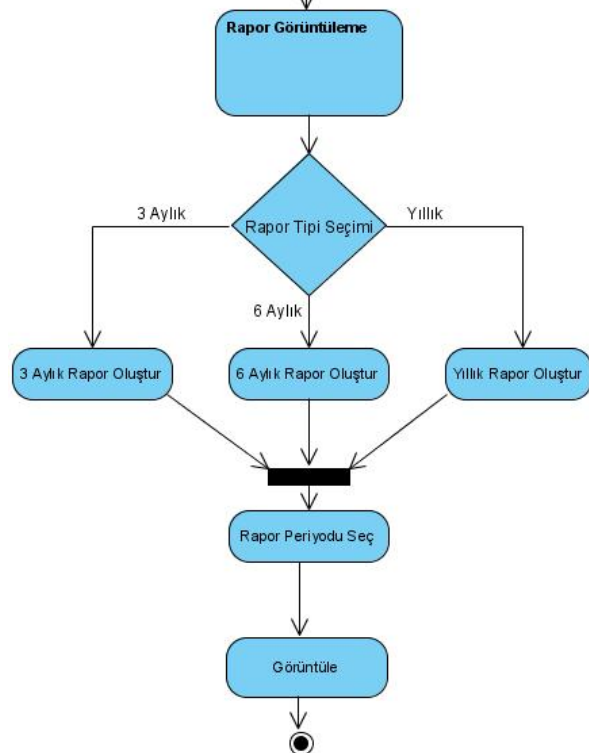 Rapor Görüntüleme
3 Aylık
Rapor Tipi Seçimi
Yıllık
6 Aylık
3 Aylık Rapor Oluştur
6 Aylık Rapor Oluştur
Yıllık Rapor Oluştur
Rapor Periyodu Seç
Görüntüle